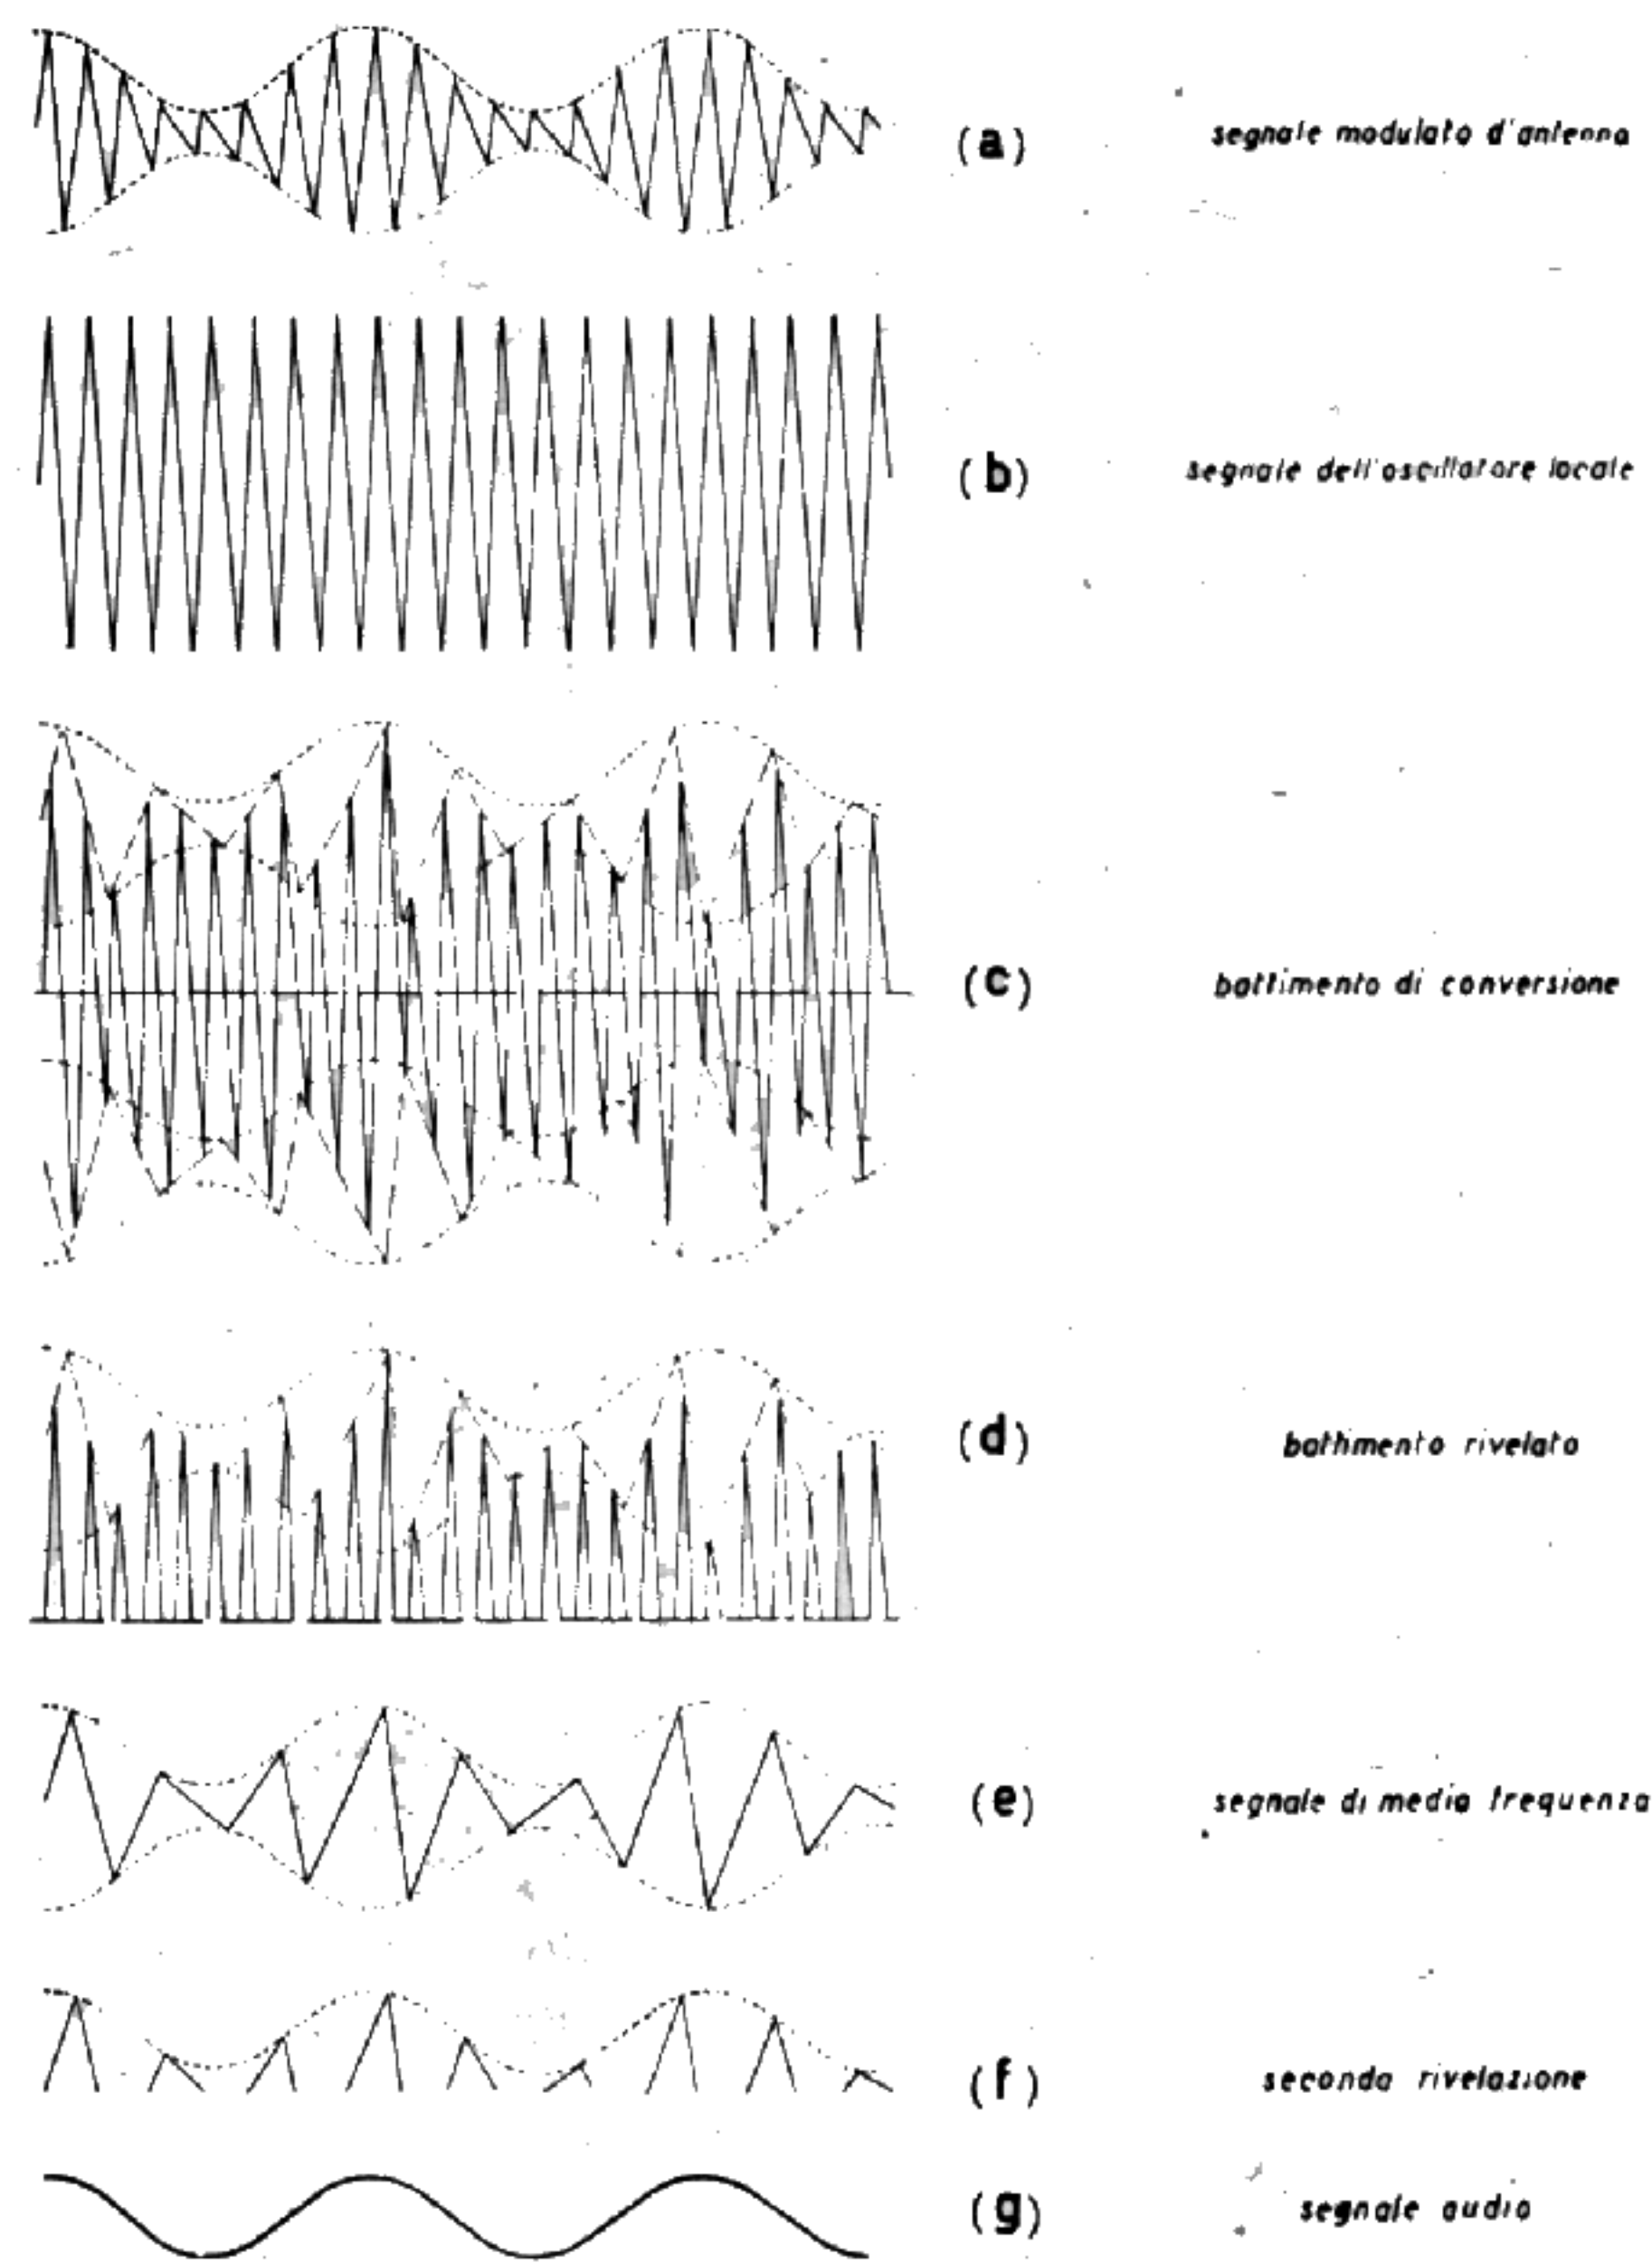 (a) segnale modulato d'antenna
(b) segnale dell'oscillatore locale
(c) battimento di conversione
(d) battimento rivelato
(e) segnale di media frequenza
(f) seconda rivelazione
(g) segnale audio